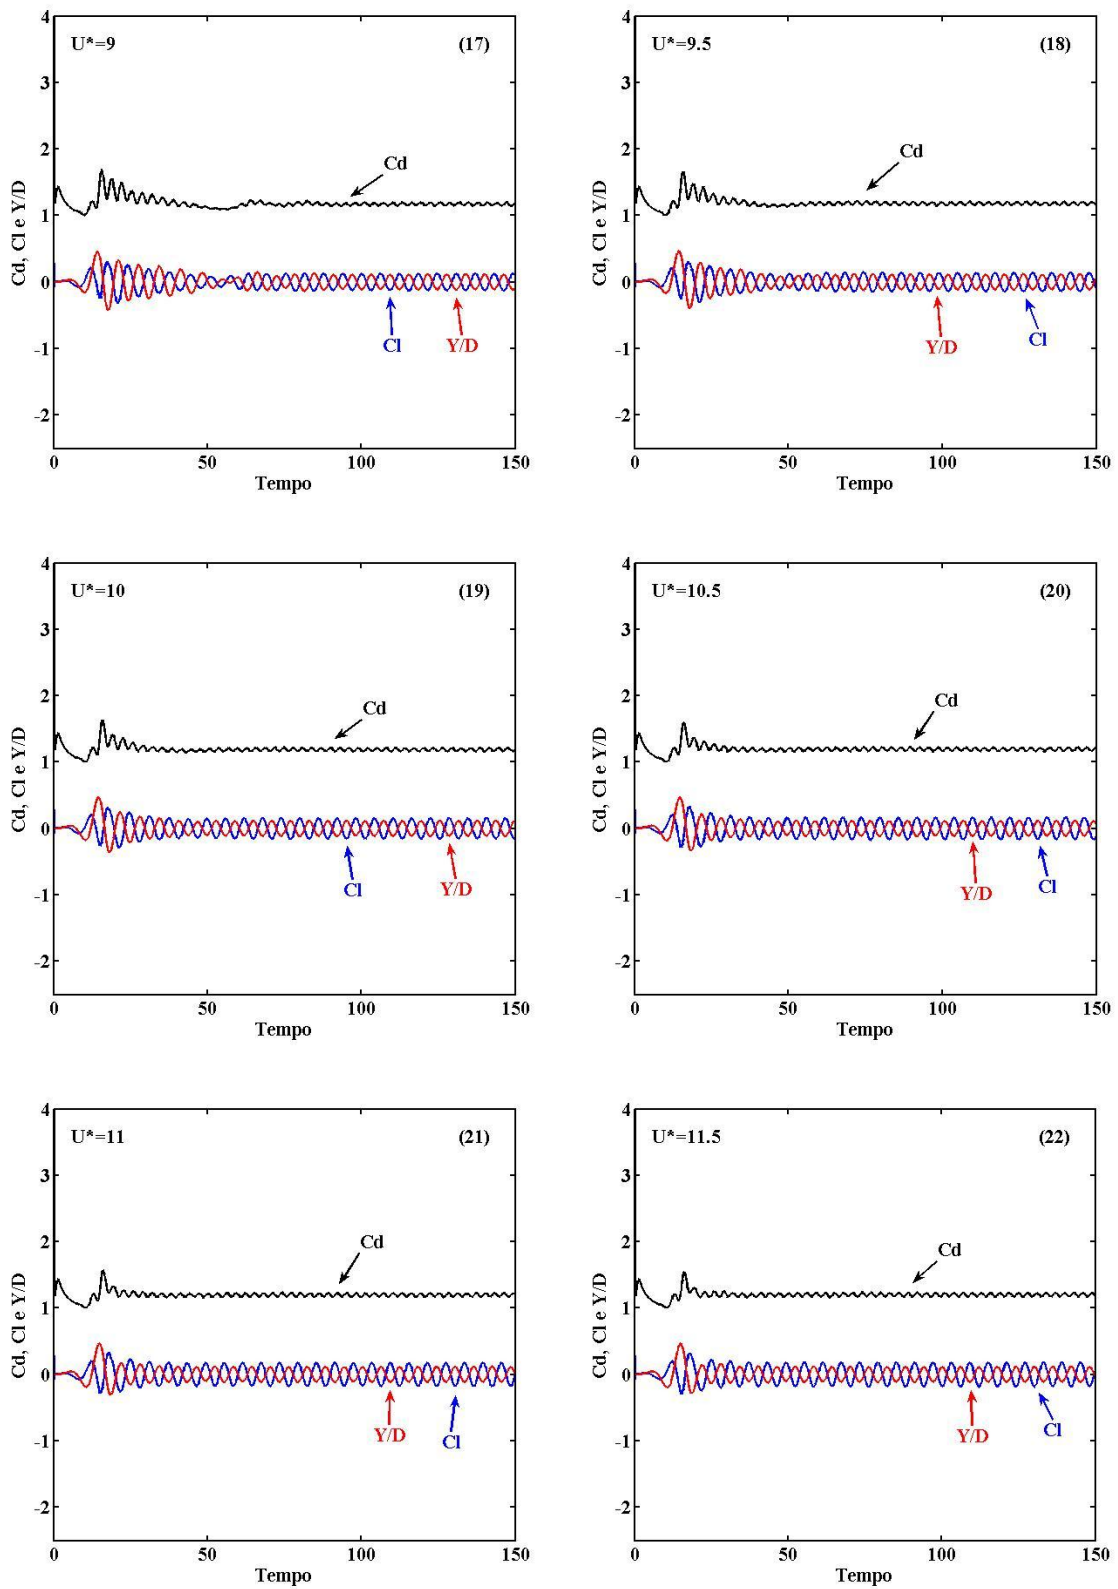 U*=9 (17)
Cd
Cl Y/D
Cd, Cl e Y/D
4
3
2
1
0
-1
-2
0 50 100 150
Tempo
U*=9.5 (18)
Cd
Y/D Cl
Cd, Cl e Y/D
4
3
2
1
0
-1
-2
0 50 100 150
Tempo
U*=10 (19)
Cd
Cl Y/D
Cd, Cl e Y/D
4
3
2
1
0
-1
-2
0 50 100 150
Tempo
U*=10.5 (20)
Cd
Y/D Cl
Cd, Cl e Y/D
4
3
2
1
0
-1
-2
0 50 100 150
Tempo
U*=11 (21)
Cd
Y/D Cl
Cd, Cl e Y/D
4
3
2
1
0
-1
-2
0 50 100 150
Tempo
U*=11.5 (22)
Cd
Y/D Cl
Cd, Cl e Y/D
4
3
2
1
0
-1
-2
0 50 100 150
Tempo